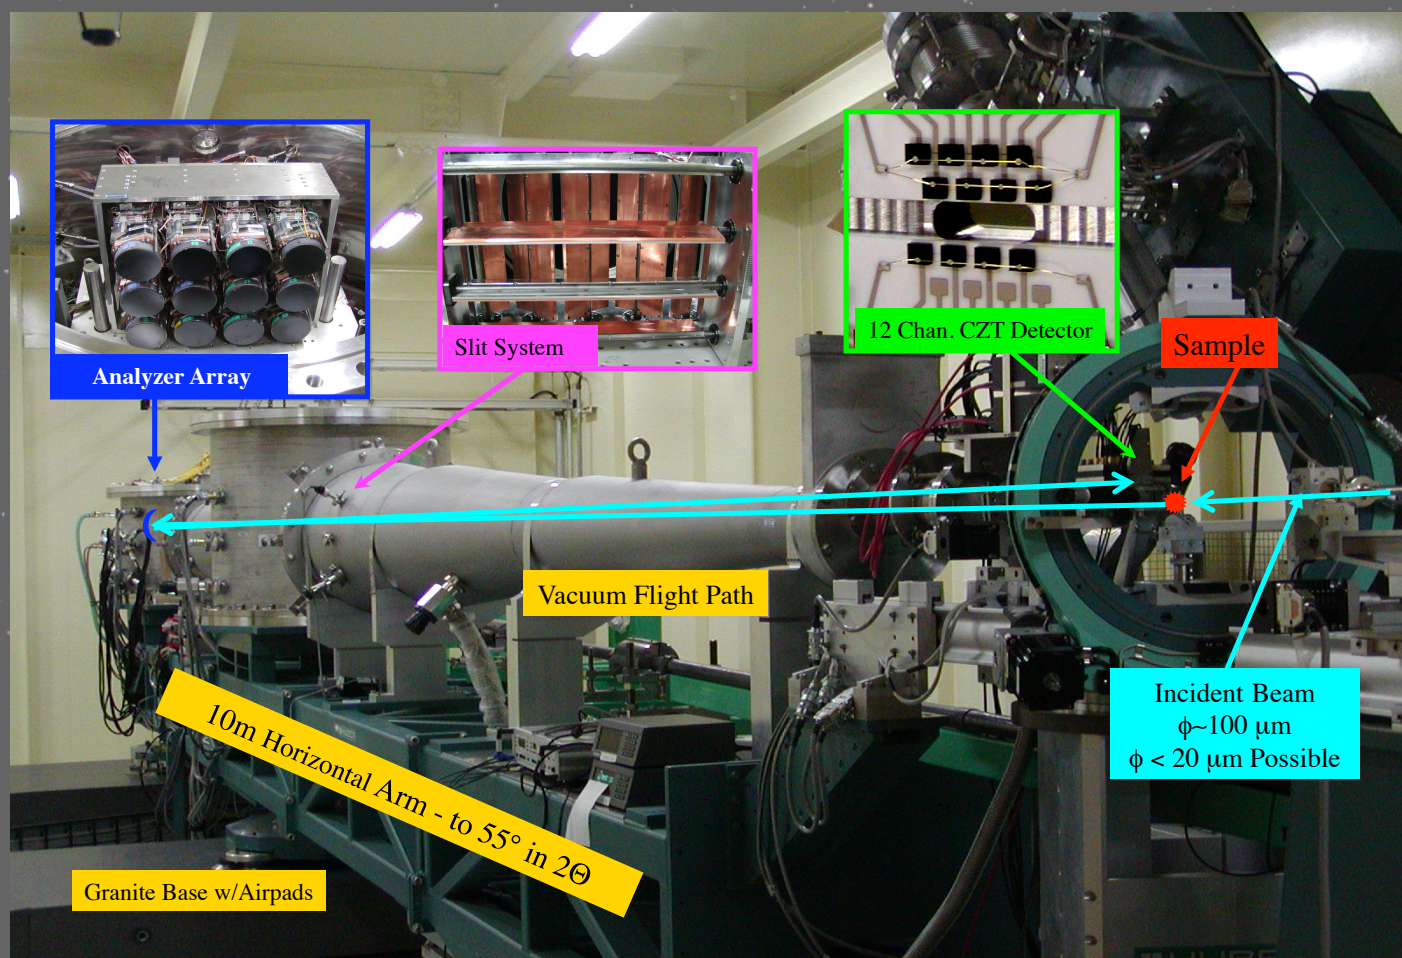 Analyzer Array
Slit System
12 Chan. CZT Detector
Sample
Vacuum Flight Path
Incident Beam
ϕ~100 μm
ϕ < 20 μm Possible
10m Horizontal Arm - to 55° in 2Θ
Granite Base w/Airpads